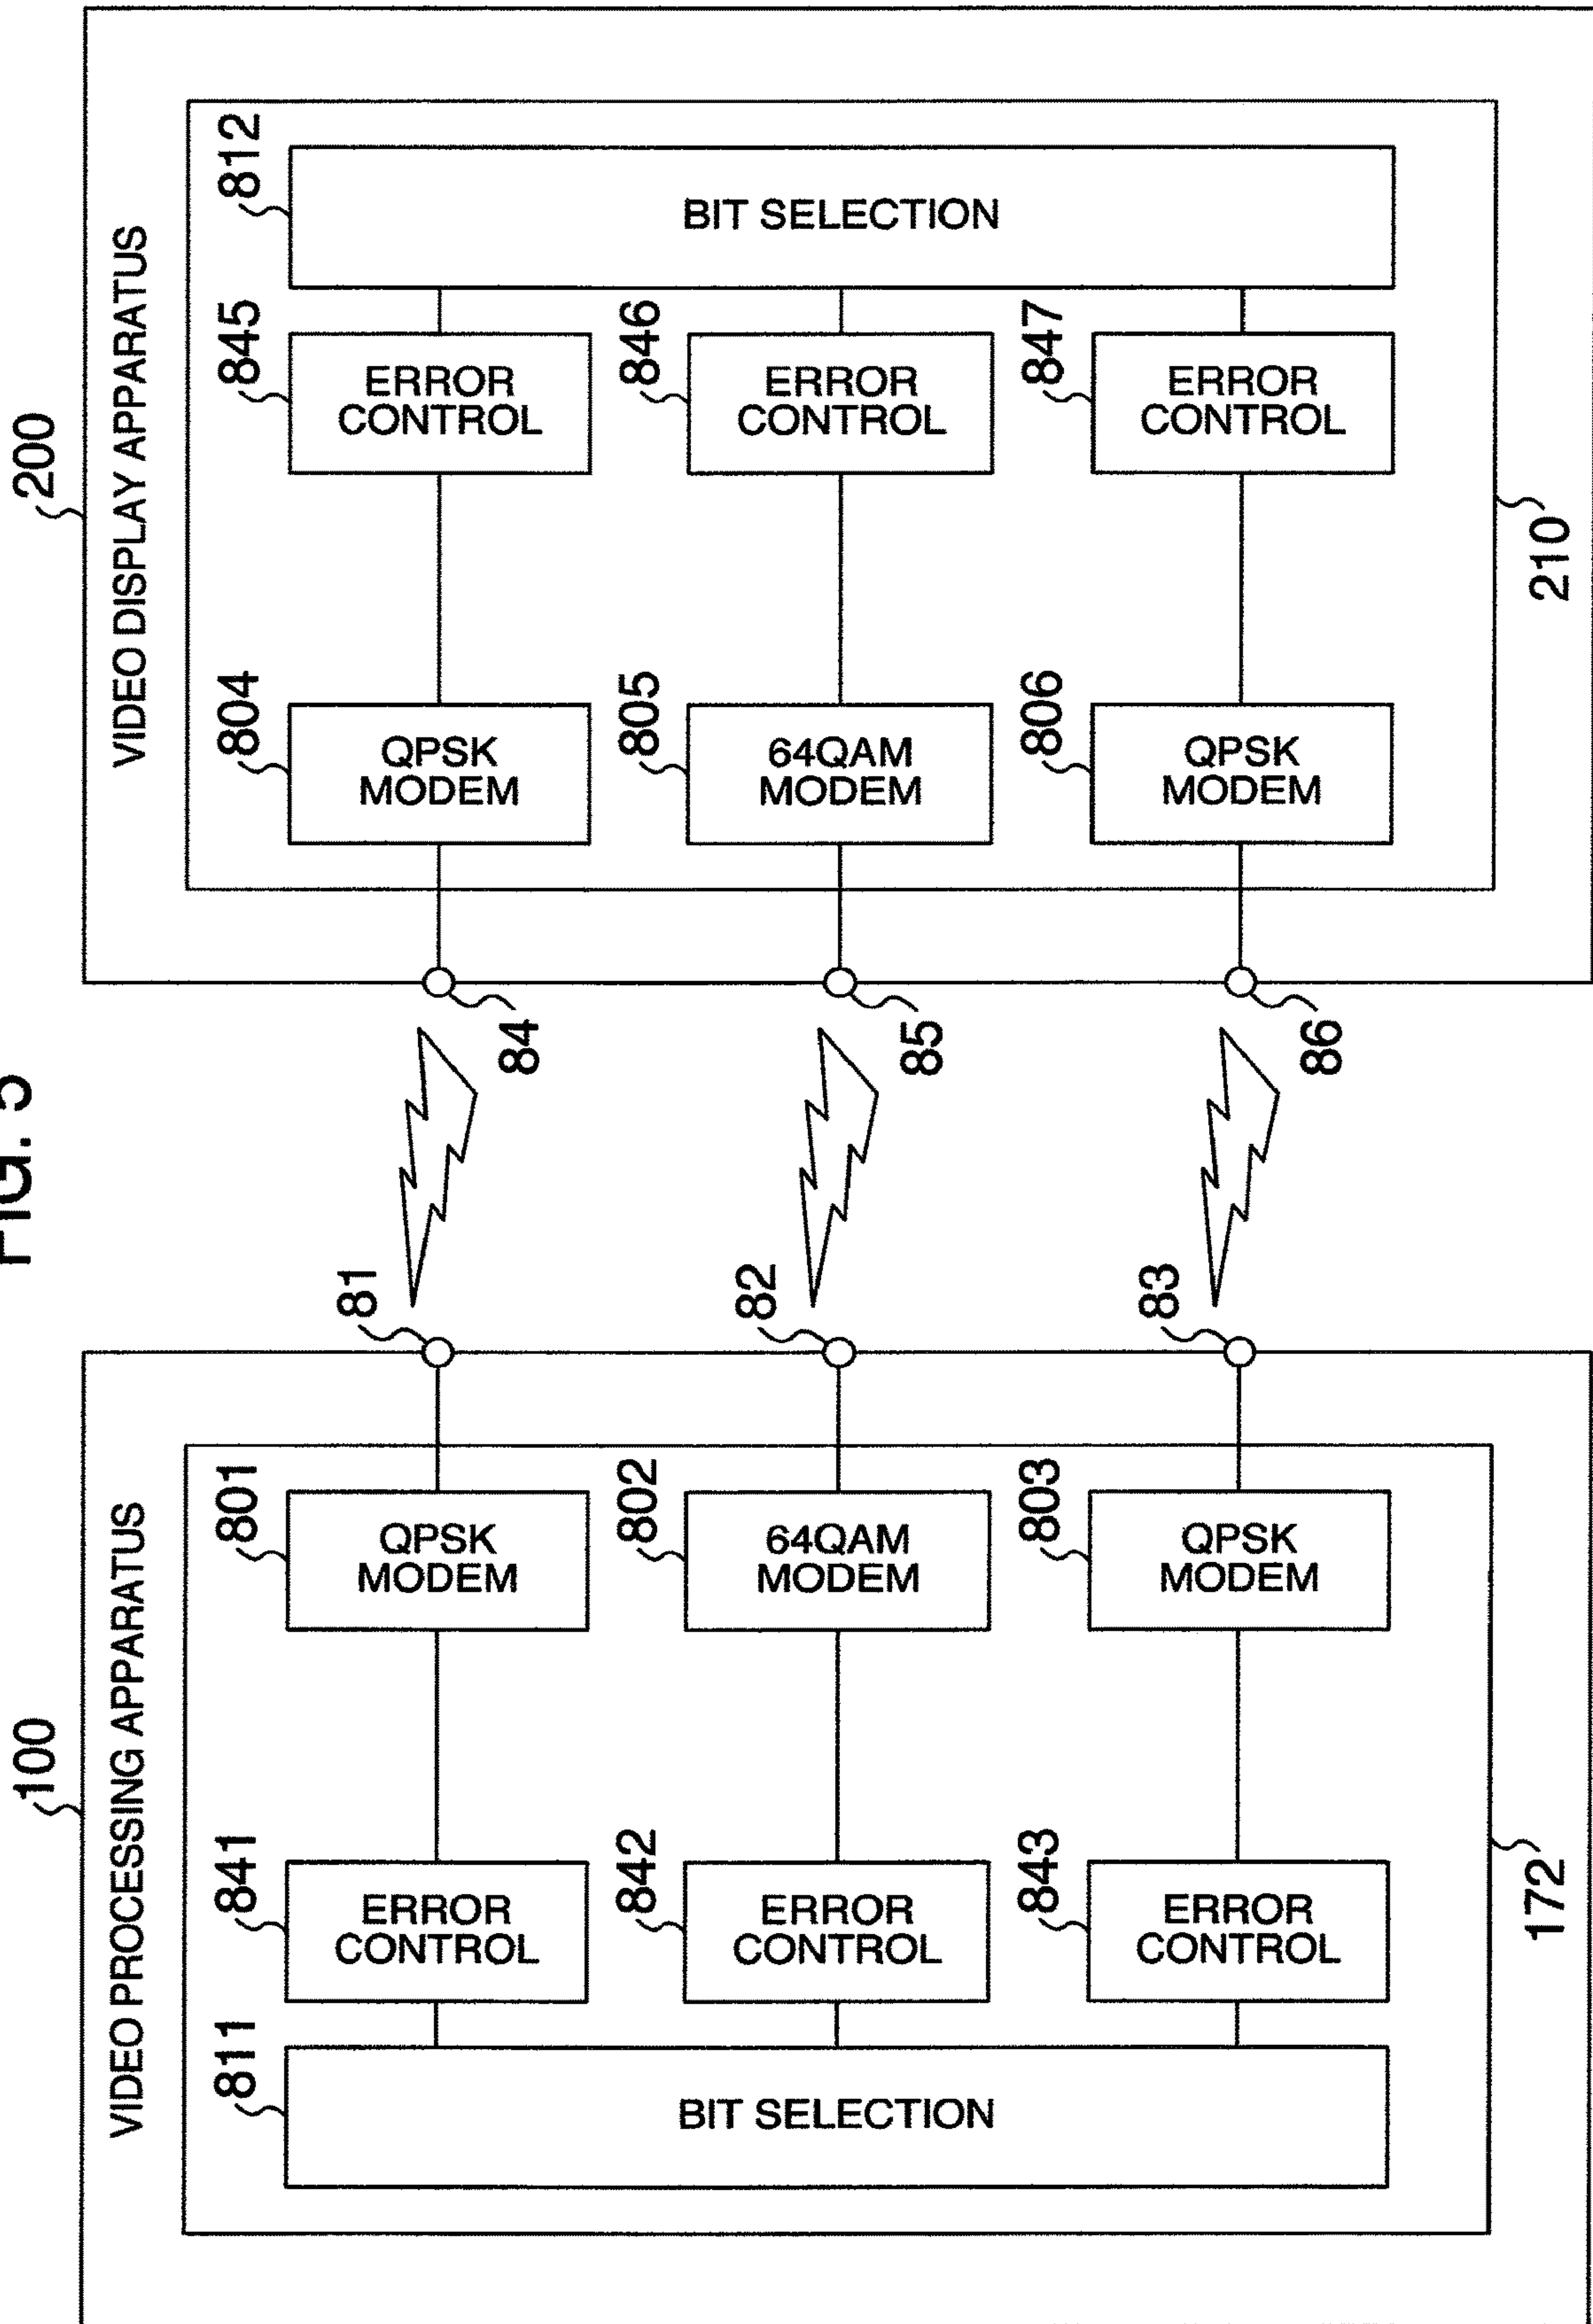 FIG. 5
100
VIDEO PROCESSING APPARATUS
811
BIT SELECTION
841
ERROR
CONTROL
801
QPSK
MODEM
81
842
ERROR
CONTROL
802
64QAM
MODEM
82
843
ERROR
CONTROL
803
QPSK
MODEM
83
172
200
VIDEO DISPLAY APPARATUS
84
804
QPSK
MODEM
845
ERROR
CONTROL
812
BIT SELECTION
85
805
64QAM
MODEM
846
ERROR
CONTROL
86
806
QPSK
MODEM
847
ERROR
CONTROL
210